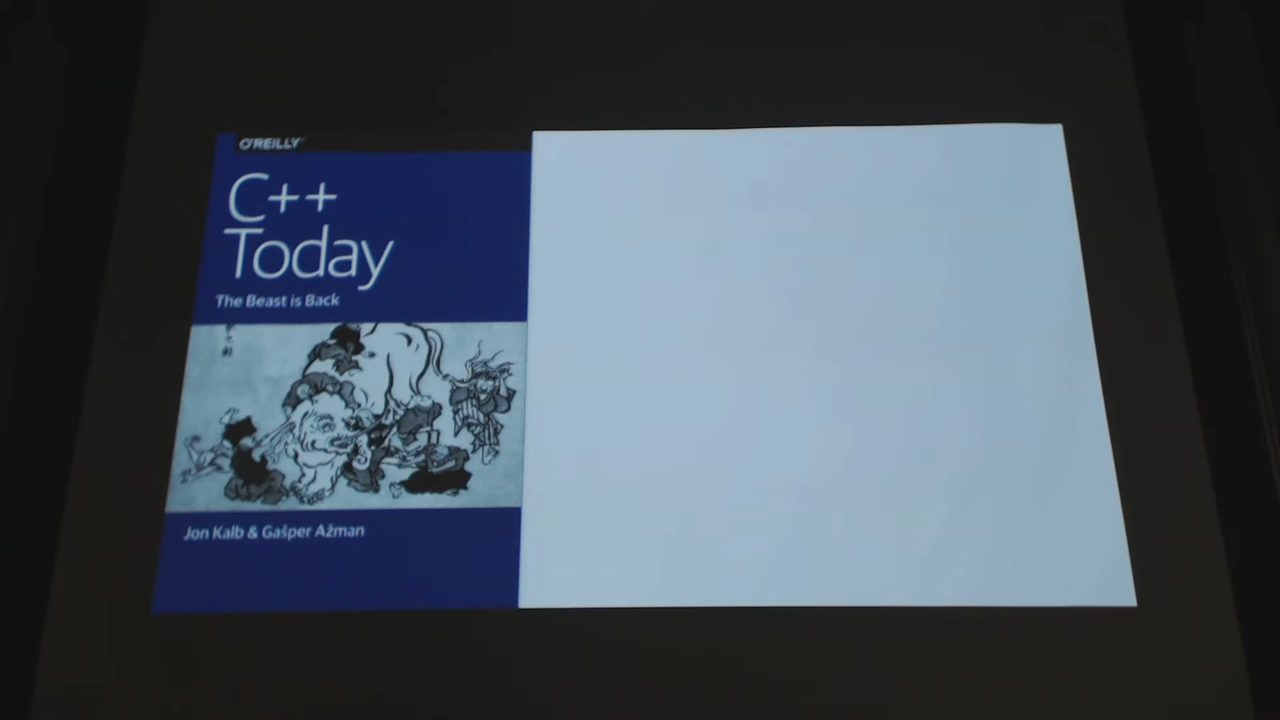 O'REILLY
C++
Today
The Beast is Back
Jon Kalb & Gašper Ažman